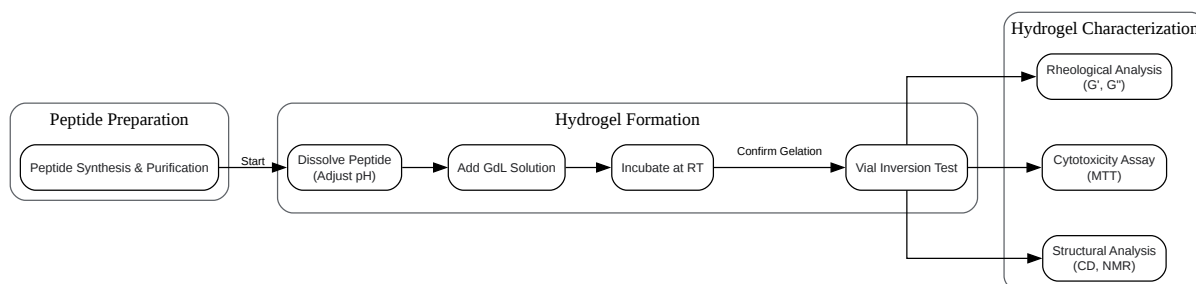 Peptide Preparation
Peptide Synthesis & Purification
Start
Hydrogel Formation
Dissolve Peptide
(Adjust pH)
Add GdL Solution
Incubate at RT
Confirm Gelation
Vial Inversion Test
Hydrogel Characterization
Rheological Analysis
(G', G")
Cytotoxicity Assay
(MTT)
Structural Analysis
(CD, NMR)